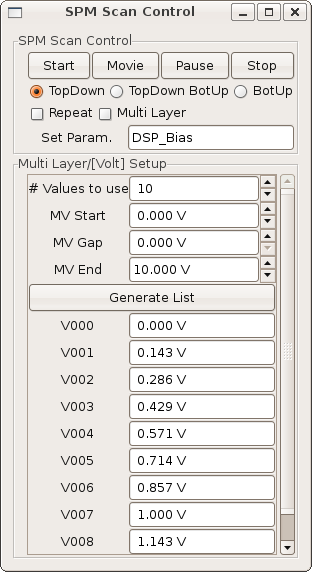 SPM Scan Control
SPM Scan Control
Start Movie Pause Stop
TopDown TopDown BotUp BotUp
Repeat Multi Layer
Set Param. DSP_Bias
Multi Layer/[Volt] Setup
# Values to use 10
MV Start 0.000 V
MV Gap 0.000 V
MV End 10.000 V
Generate List
V000 0.000 V
V001 0.143 V
V002 0.286 V
V003 0.429 V
V004 0.571 V
V005 0.714 V
V006 0.857 V
V007 1.000 V
V008 1.143 V